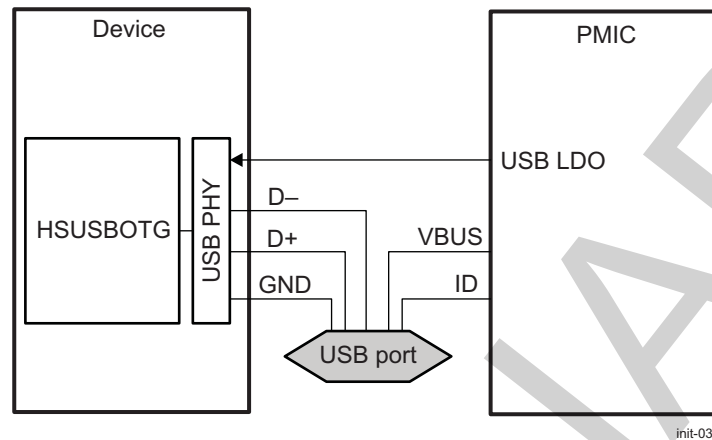 Device
PMIC
HSUSBOTG
USB PHY
USB LDO
D–
D+
GND
VBUS
ID
USB port
init-03